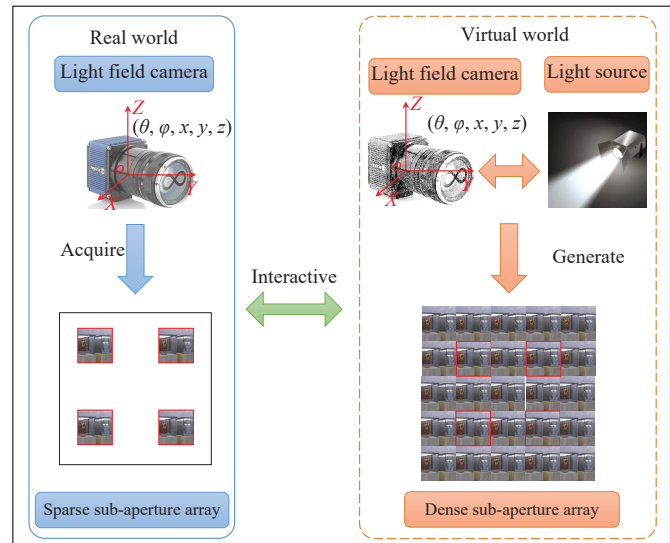 Real world
Light field camera
Z
(θ, φ, x, y, z)
o
Y
X
Acquire
Sparse sub-aperture array
Interactive
Virtual world
Light field camera
Light source
Z
(θ, φ, x, y, z)
o
Y
X
Generate
Dense sub-aperture array